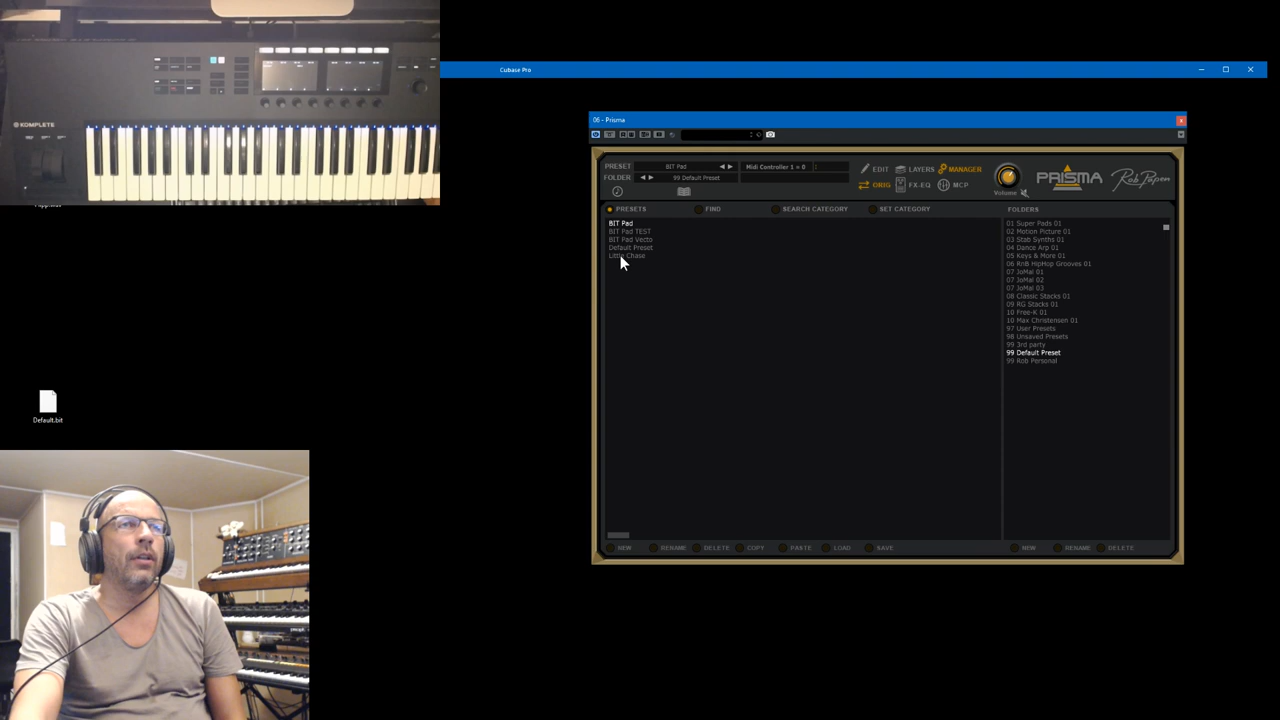 KOMPLETE
Cubase Pro
06 - Prisma
PRESET
BIT Pad
Midi Controller 1 = 0
FOLDER
99 Default Preset
EDIT
LAYERS
MANAGER
ORIG
FX-EQ
MCP
Volume
PRISMA
Rob Papen
PRESETS
FIND
SEARCH CATEGORY
SET CATEGORY
FOLDERS
BIT Pad
BIT Pad TEST
BIT Pad Vecto
Default Preset
Little Chase
01 Super Pads 01
02 Motion Picture 01
03 Stab Synths 01
04 Dance Arp 01
05 Keys & More 01
06 RnB HipHop Grooves 01
07 JoMal 01
07 JoMal 02
07 JoMal 03
08 Classic Stacks 01
09 RG Stacks 01
10 Free-K 01
10 Max Christensen 01
97 User Presets
98 Unsaved Presets
99 3rd party
99 Default Preset
99 Rob Personal
NEW
RENAME
DELETE
COPY
PASTE
LOAD
SAVE
NEW
RENAME
DELETE
Default.bit